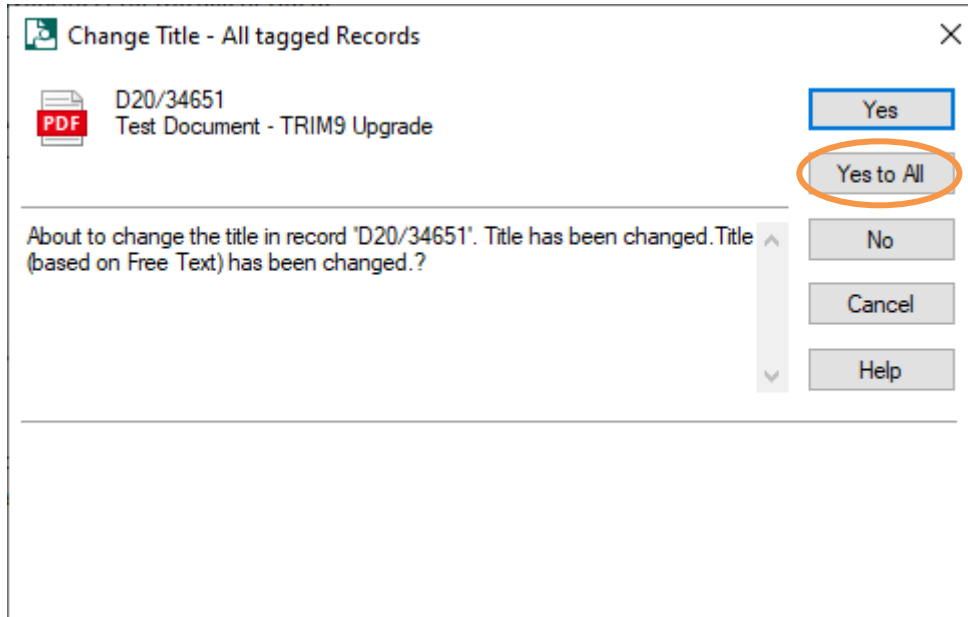 Change Title - All tagged Records
D20/34651
PDF
Test Document - TRIM9 Upgrade
Yes
Yes to All
About to change the title in record 'D20/34651'. Title has been changed.Title
(based on Free Text) has been changed.?
No
Cancel
Help